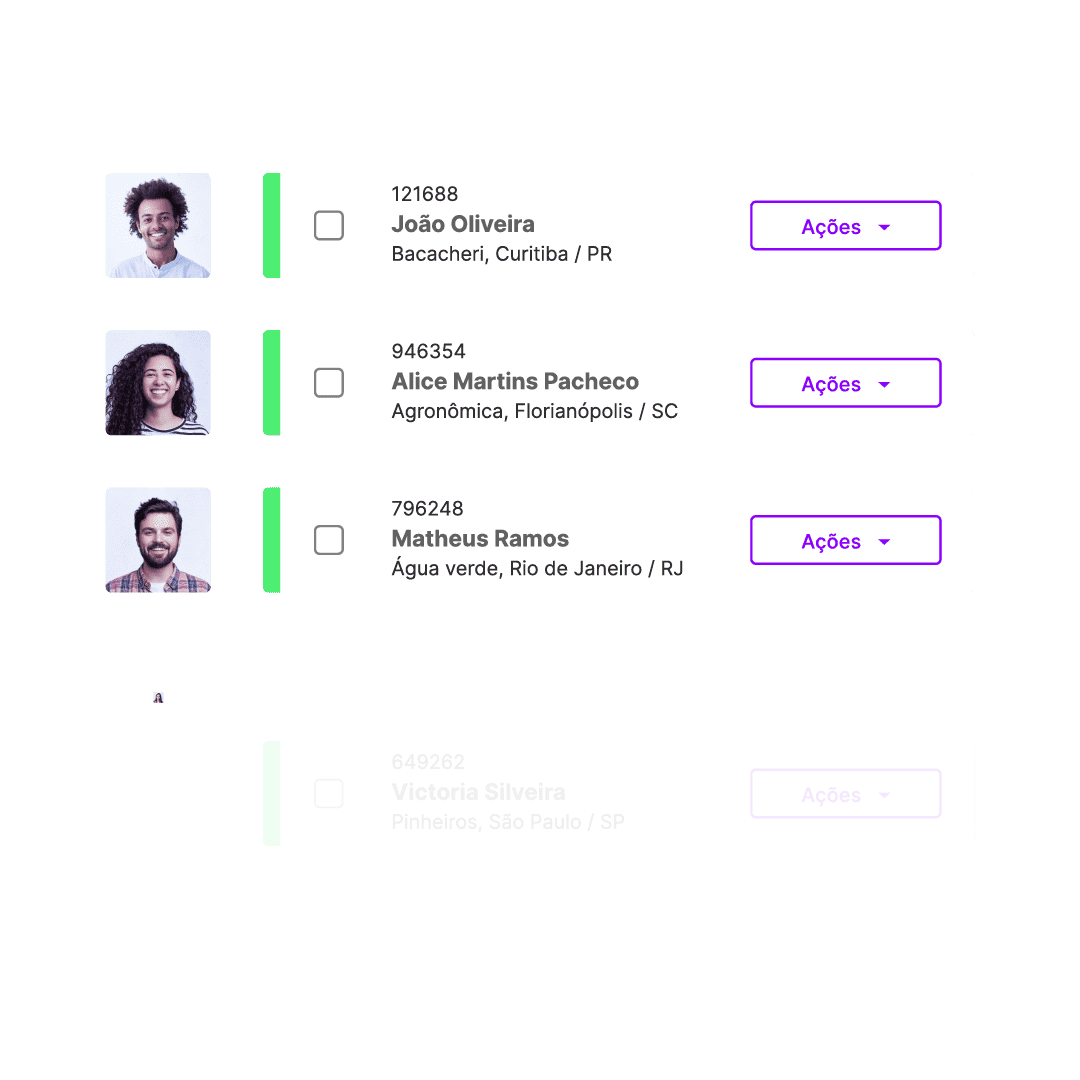 121688
João Oliveira
Bacacheri, Curitiba / PR
Ações
946354
Alice Martins Pacheco
Agronômica, Florianópolis / SC
Ações
796248
Matheus Ramos
Água verde, Rio de Janeiro / RJ
Ações
649262
Victoria Silveira
Pinheiros, São Paulo / SP
Ações